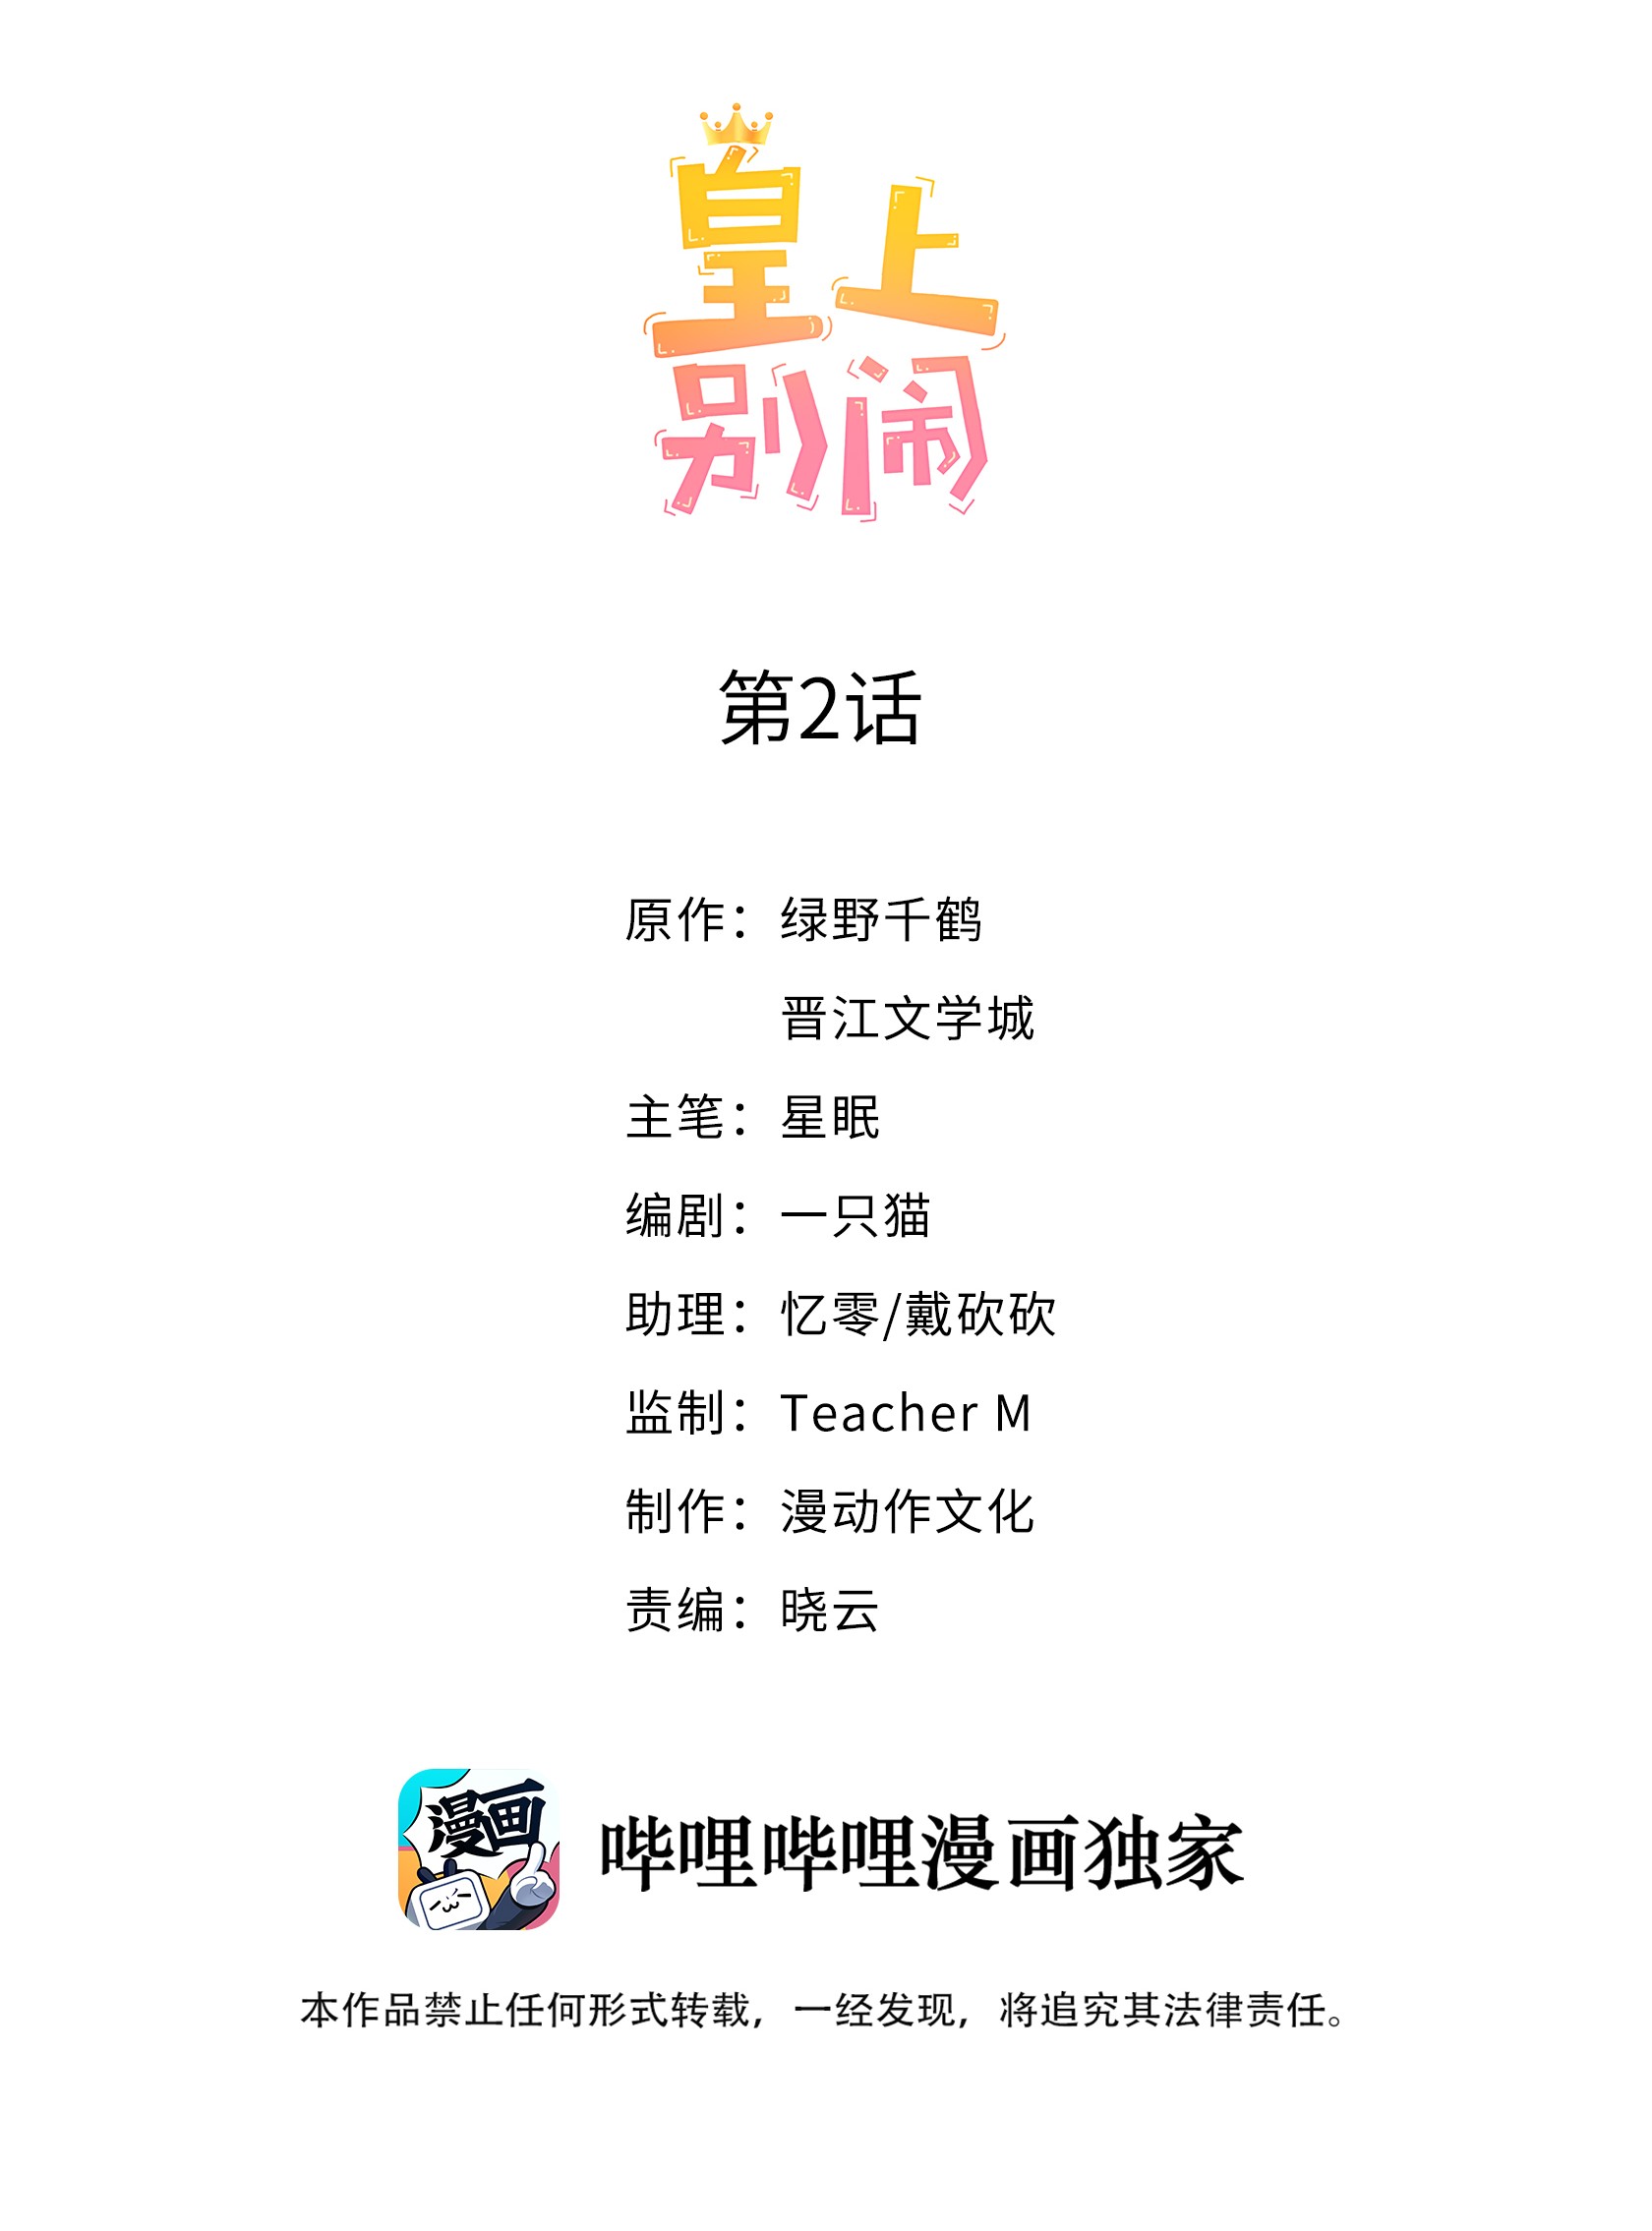 皇上
别闹
第2话
原作：绿野千鹤
晋江文学城
主笔：星眠
编剧：一只猫
助理：忆零/戴砍砍
监制：Teacher M
制作：漫动作文化
责编：晓云
漫画
哔哩哔哩漫画独家
本作品禁止任何形式转载，一经发现，将追究其法律责任。